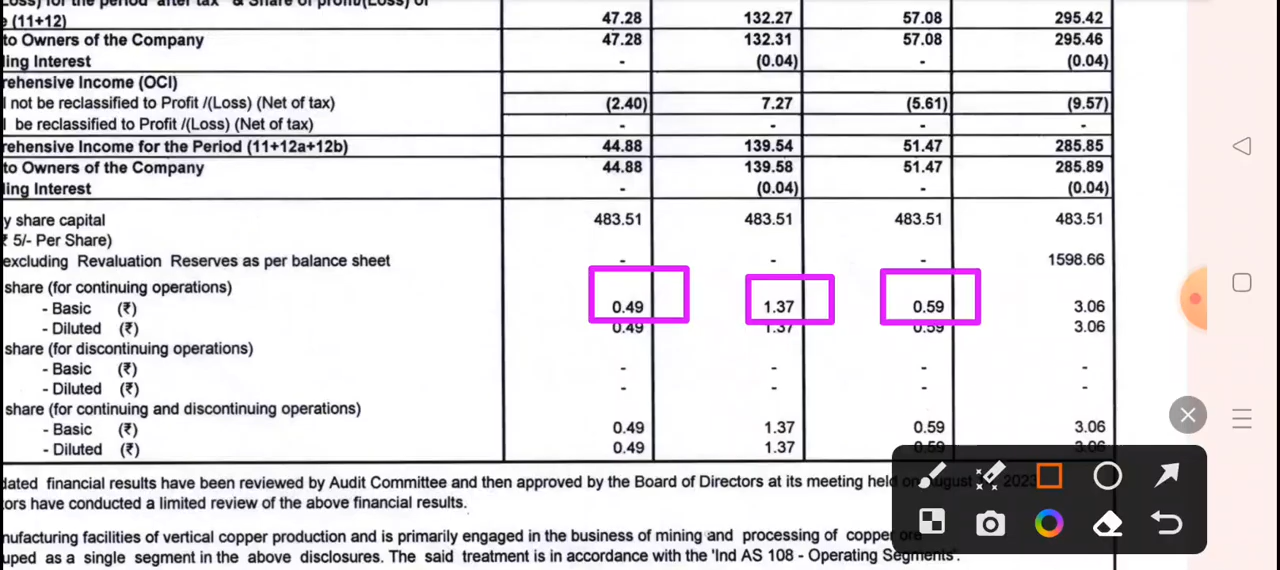 (Loss) for the period after tax & Share of profit/(Loss) of
e (11+12) 47.28 132.27 57.08 295.42
to Owners of the Company 47.28 132.31 57.08 295.46
ling Interest - (0.04) - (0.04)
rehensive Income (OCI)
l not be reclassified to Profit /(Loss) (Net of tax) (2.40) 7.27 (5.61) (9.57)
l be reclassified to Profit /(Loss) (Net of tax) - - - -
rehensive Income for the Period (11+12a+12b) 44.88 139.54 51.47 285.85
to Owners of the Company 44.88 139.58 51.47 285.89
ling Interest - (0.04) - (0.04)
y share capital 483.51 483.51 483.51 483.51
₹ 5/- Per Share)
excluding Revaluation Reserves as per balance sheet - - - 1598.66
share (for continuing operations)
- Basic (₹) 0.49 1.37 0.59 3.06
- Diluted (₹) 0.49 1.37 0.59 3.06
share (for discontinuing operations)
- Basic (₹) - - - -
- Diluted (₹) - - - -
share (for continuing and discontinuing operations)
- Basic (₹) 0.49 1.37 0.59 3.06
- Diluted (₹) 0.49 1.37 0.59 3.06
dated financial results have been reviewed by Audit Committee and then approved by the Board of Directors at its meeting held on August 2023
ors have conducted a limited review of the above financial results.
nufacturing facilities of vertical copper production and is primarily engaged in the business of mining and processing of copper ore
uped as a single segment in the above disclosures. The said treatment is in accordance with the 'Ind AS 108 - Operating Segments'.